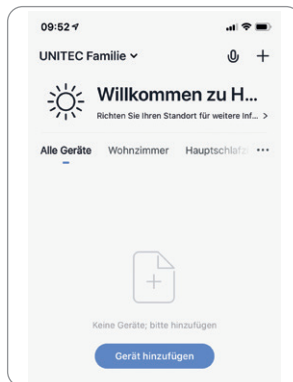 09:52
UNITEC Familie
Willkommen zu H...
Richten Sie Ihren Standort für weitere Inf... >
Alle Geräte Wohnzimmer Hauptschlafz ...
Keine Geräte; bitte hinzufügen
Gerät hinzufügen